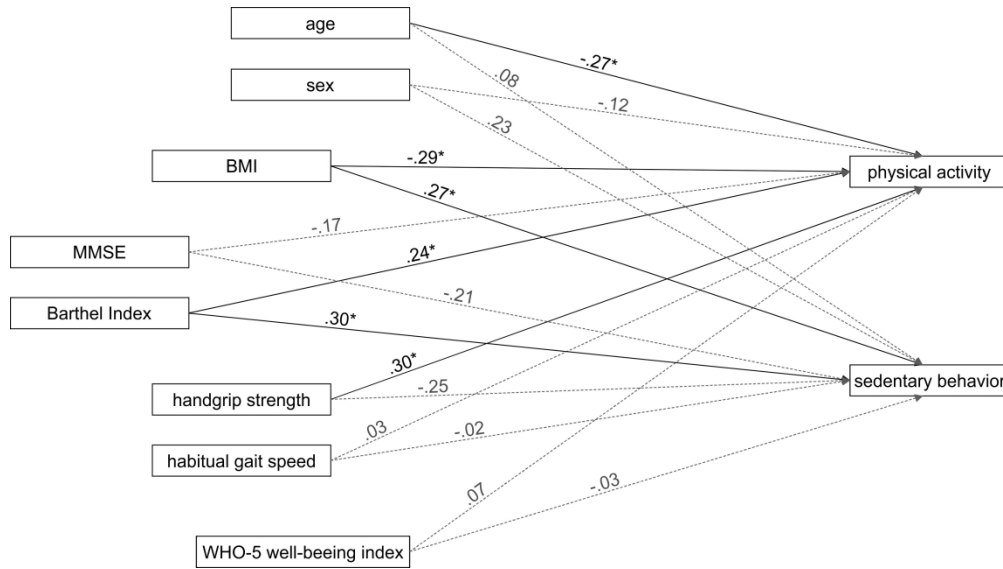 age
-.27*
.08
sex
-.12
.23
BMI
-.29*
physical activity
.27*
-.17
MMSE
.24*
-.21
Barthel Index
.30*
.30*
sedentary behavior
handgrip strength
-.25
.03
-.02
habitual gait speed
.07
-.03
WHO-5 well-beeing index